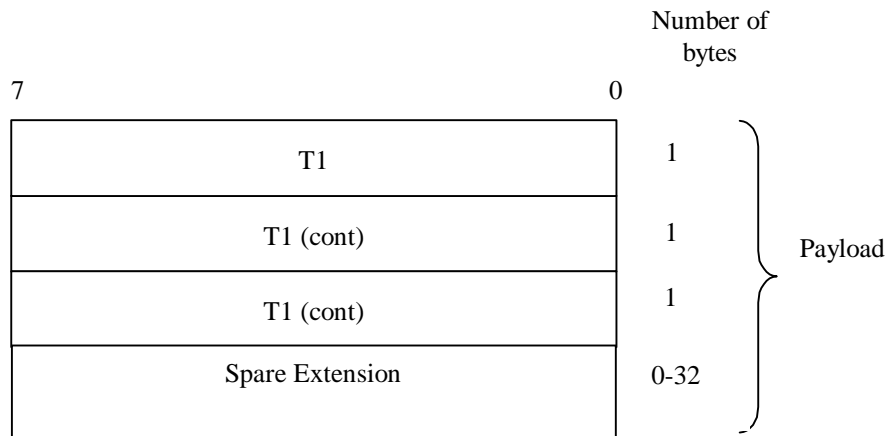 Number of
bytes
7 0
T1 1
T1 (cont) 1
Payload
T1 (cont) 1
Spare Extension 0-32